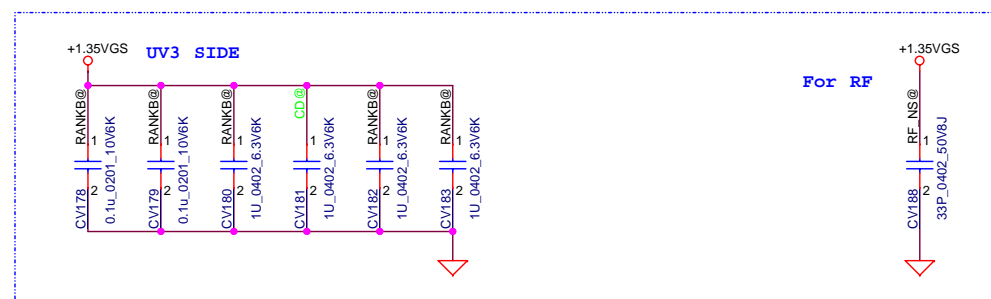 +1.35VGS
UV3 SIDE
+1.35VGS
For RF
RANKB@
1
2
CV178
0.1u_0201_10V6K
RANKB@
1
2
CV179
0.1u_0201_10V6K
RANKB@
1
2
CV180
1U_0402_6.3V6K
CD@
1
2
CV181
1U_0402_6.3V6K
RANKB@
1
2
CV182
1U_0402_6.3V6K
RANKB@
1
2
CV183
1U_0402_6.3V6K
RF_NS@
1
2
CV188
33P_0402_50V8J